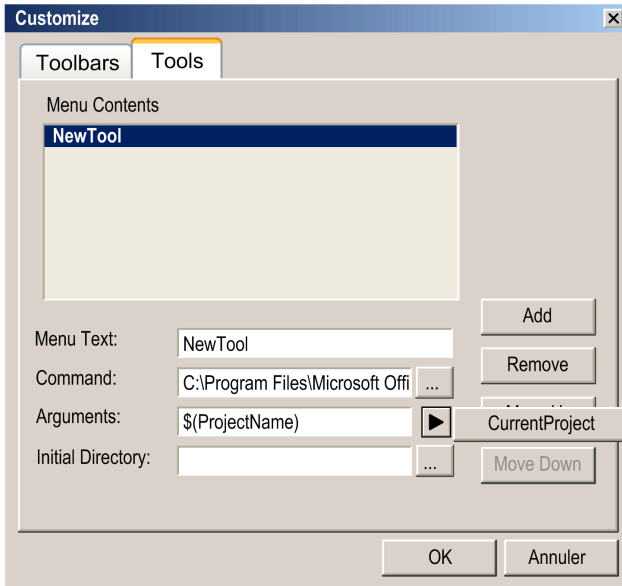 Customize
Toolbars
Tools
Menu Contents
NewTool
Add
Menu Text:
NewTool
Remove
Command:
C:\Program Files\Microsoft Offi
...
Arguments:
$(ProjectName)
CurrentProject
Initial Directory:
...
Move Down
OK
Annuler